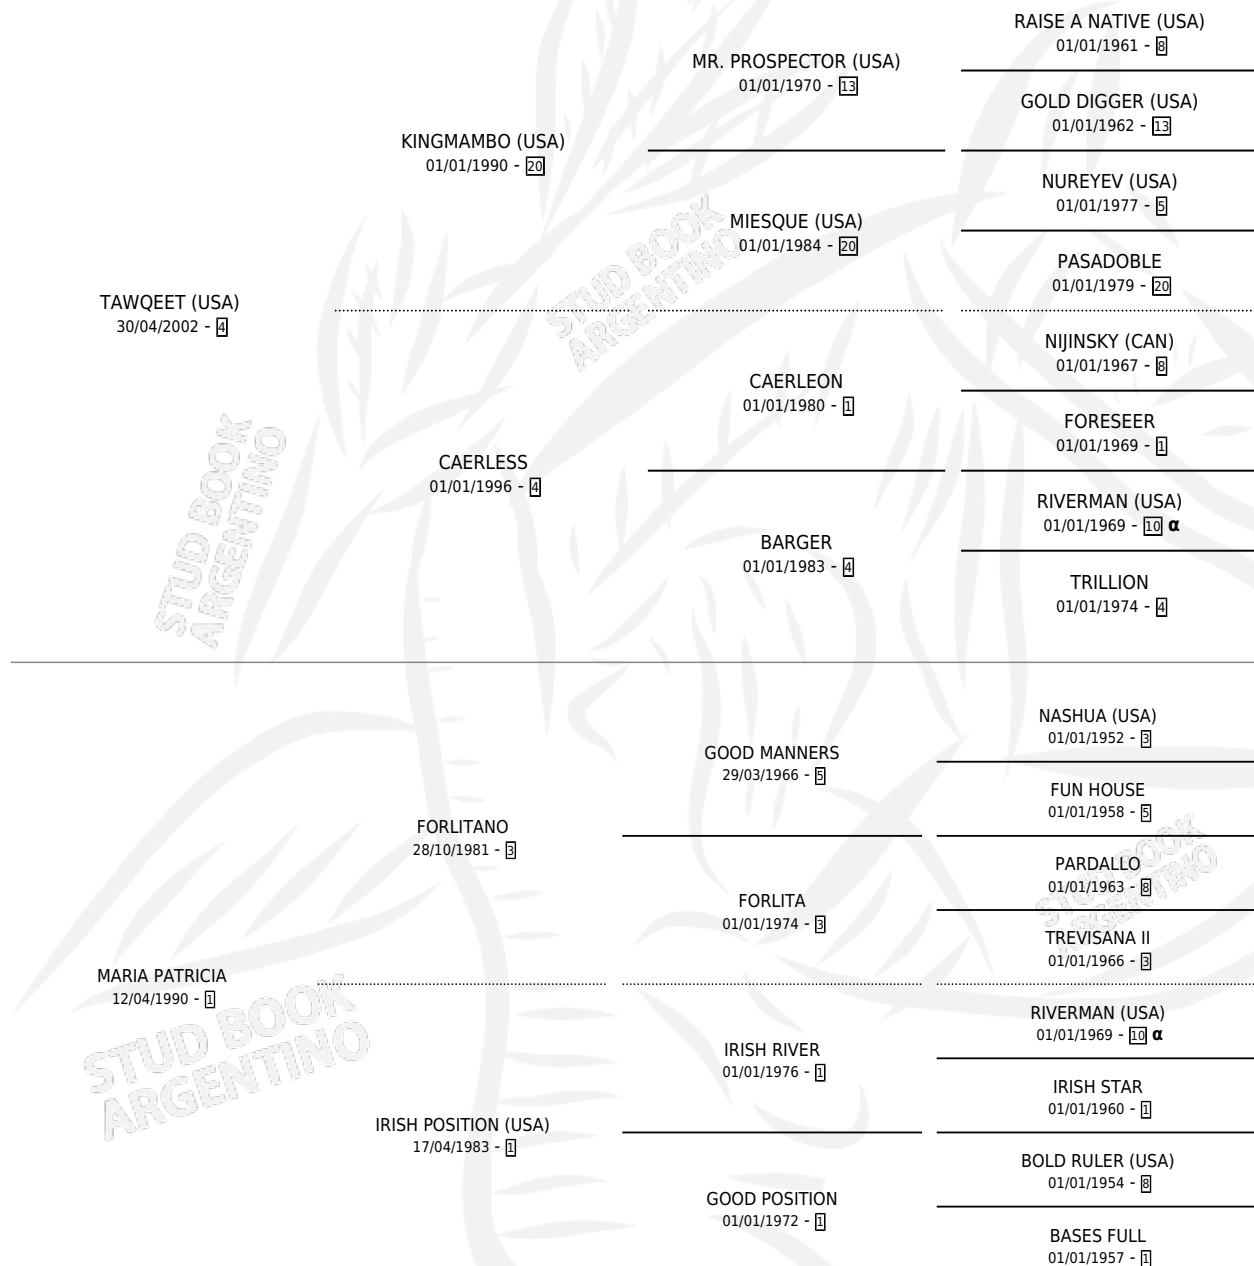 RAISE A NATIVE (USA)
01/01/1961 - 8
MR. PROSPECTOR (USA)
01/01/1970 - 13
GOLD DIGGER (USA)
01/01/1962 - 13
KINGMAMBO (USA)
01/01/1990 - 20
NUREYEV (USA)
01/01/1977 - 5
MIESQUE (USA)
01/01/1984 - 20
PASADOBLE
01/01/1979 - 20
TAWQEET (USA)
30/04/2002 - 4
NIJINSKY (CAN)
01/01/1967 - 8
CAERLEON
01/01/1980 - 1
FORESEER
01/01/1969 - 1
CAERLESS
01/01/1996 - 4
RIVERMAN (USA)
01/01/1969 - 10 α
BARGER
01/01/1983 - 4
TRILLION
01/01/1974 - 4
STUD BOOK
ARGENTINO
STUD BOOK
ARGENTINO
NASHUA (USA)
01/01/1952 - 3
GOOD MANNERS
29/03/1966 - 5
FUN HOUSE
01/01/1958 - 5
FORLITANO
28/10/1981 - 3
PARDALLO
01/01/1963 - 8
FORLITA
01/01/1974 - 3
TREVISANA II
01/01/1966 - 3
MARIA PATRICIA
12/04/1990 - 1
RIVERMAN (USA)
01/01/1969 - 10 α
IRISH RIVER
01/01/1976 - 1
IRISH STAR
01/01/1960 - 1
IRISH POSITION (USA)
17/04/1983 - 1
BOLD RULER (USA)
01/01/1954 - 8
GOOD POSITION
01/01/1972 - 1
BASES FULL
01/01/1957 - 1
STUD BOOK
ARGENTINO
STUD BOOK
ARGENTINO